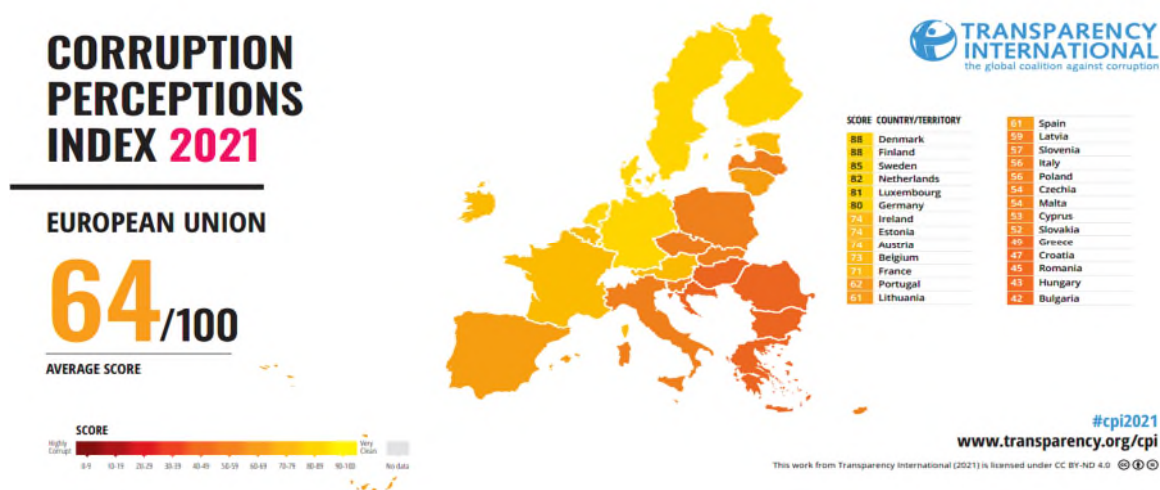 CORRUPTION
PERCEPTIONS
INDEX 2021
EUROPEAN UNION
64/100
AVERAGE SCORE
SCORE
Highly
Corrupt
Very
Clean
0-9 10-19 20-29 30-39 40-49 50-59 60-69 70-79 80-89 90-100 No data
TRANSPARENCY
INTERNATIONAL
the global coalition against corruption
SCORE COUNTRY/TERRITORY
88 Denmark
88 Finland
85 Sweden
82 Netherlands
81 Luxembourg
80 Germany
74 Ireland
74 Estonia
74 Austria
73 Belgium
71 France
62 Portugal
61 Lithuania
61 Spain
59 Latvia
57 Slovenia
56 Italy
56 Poland
54 Czechia
54 Malta
53 Cyprus
52 Slovakia
49 Greece
47 Croatia
45 Romania
43 Hungary
42 Bulgaria
#cpi2021
www.transparency.org/cpi
This work from Transparency International (2021) is licensed under CC BY-ND 4.0